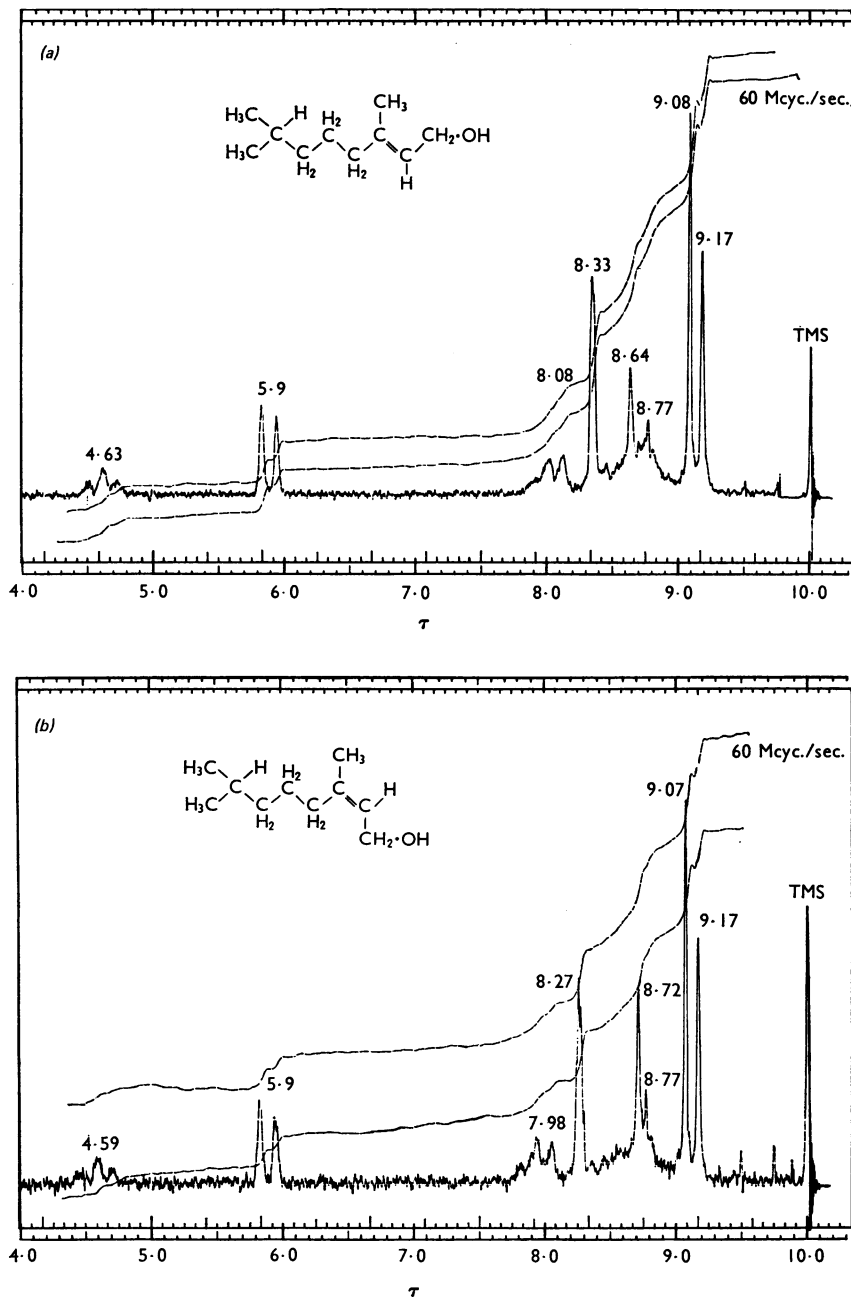 (a)
60 Mcyc./sec.
9·08
H₃C H H₂ CH₃
C C C CH₂·OH
H₃C C C C
H₂ H₂ H
9·17
8·33
TMS
8·08
8·64
5·9
8·77
4·63
4·0 5·0 6·0 7·0 8·0 9·0 10·0
τ
(b)
60 Mcyc./sec.
H₃C H H₂ CH₃ H
C C C
H₃C C C C
H₂ H₂ CH₂·OH
9·07
TMS
9·17
8·27
8·72
5·9
8·77
7·98
4·59
4·0 5·0 6·0 7·0 8·0 9·0 10·0
τ